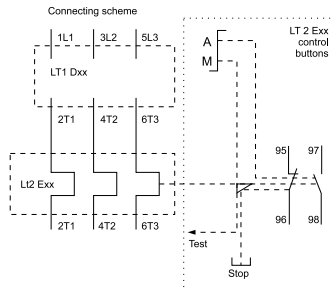 Connecting scheme
1L1 3L2 5L3
LT1 Dxx
2T1 4T2 6T3
Lt2 Exx
2T1 4T2 6T3
LT 2 Exx
control
buttons
A
M
95 97
96 98
Test
Stop